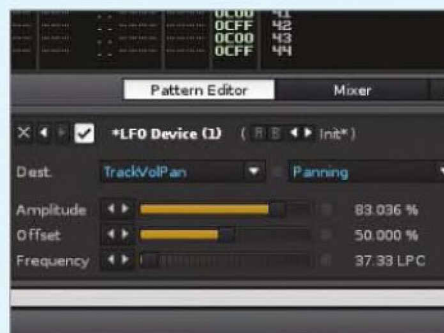 0C00 41
0CFF 42
0C00 43
0CFF 44
Pattern Editor Mixer
*LFO Device (1) ( A B Init* )
Dest. TrackVolPan Panning
Amplitude 83.036 %
Offset 50.000 %
Frequency 37.33 LPC